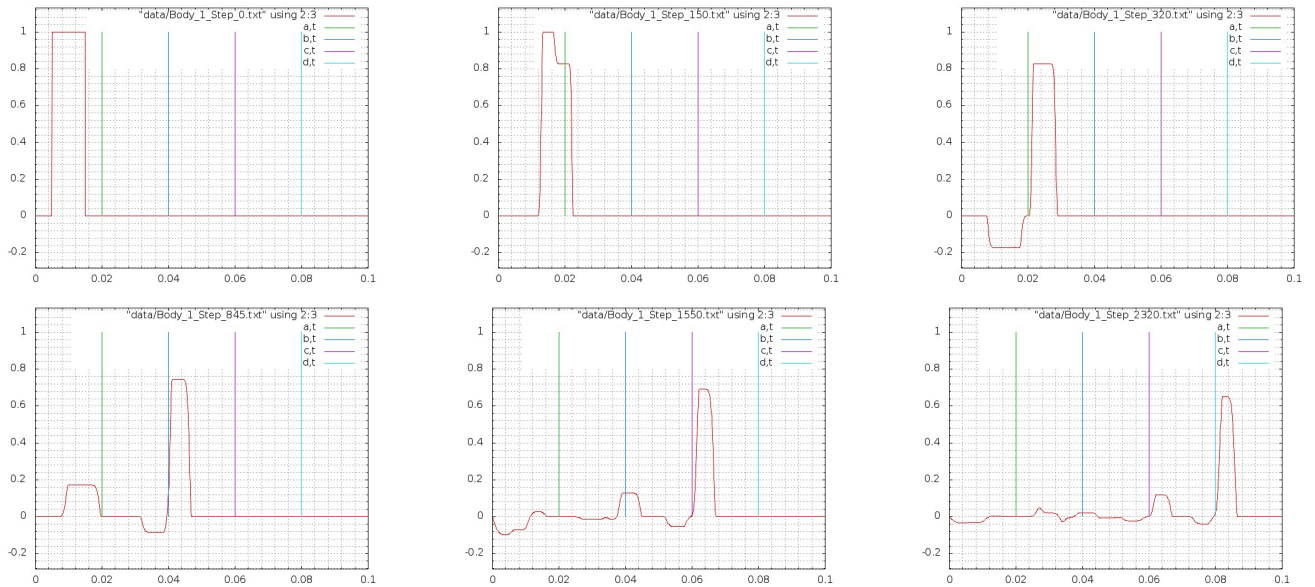 "data/Body_1_Step_0.txt" using 2:3
a,t
b,t
c,t
d,t
1
0.8
0.6
0.4
0.2
0
-0.2
0 0.02 0.04 0.06 0.08 0.1
"data/Body_1_Step_150.txt" using 2:3
a,t
b,t
c,t
d,t
1
0.8
0.6
0.4
0.2
0
-0.2
0 0.02 0.04 0.06 0.08 0.1
"data/Body_1_Step_320.txt" using 2:3
a,t
b,t
c,t
d,t
1
0.8
0.6
0.4
0.2
0
-0.2
0 0.02 0.04 0.06 0.08 0.1
"data/Body_1_Step_845.txt" using 2:3
a,t
b,t
c,t
d,t
1
0.8
0.6
0.4
0.2
0
-0.2
0 0.02 0.04 0.06 0.08 0.1
"data/Body_1_Step_1550.txt" using 2:3
a,t
b,t
c,t
d,t
1
0.8
0.6
0.4
0.2
0
-0.2
0 0.02 0.04 0.06 0.08 0.1
"data/Body_1_Step_2320.txt" using 2:3
a,t
b,t
c,t
d,t
1
0.8
0.6
0.4
0.2
0
-0.2
0 0.02 0.04 0.06 0.08 0.1